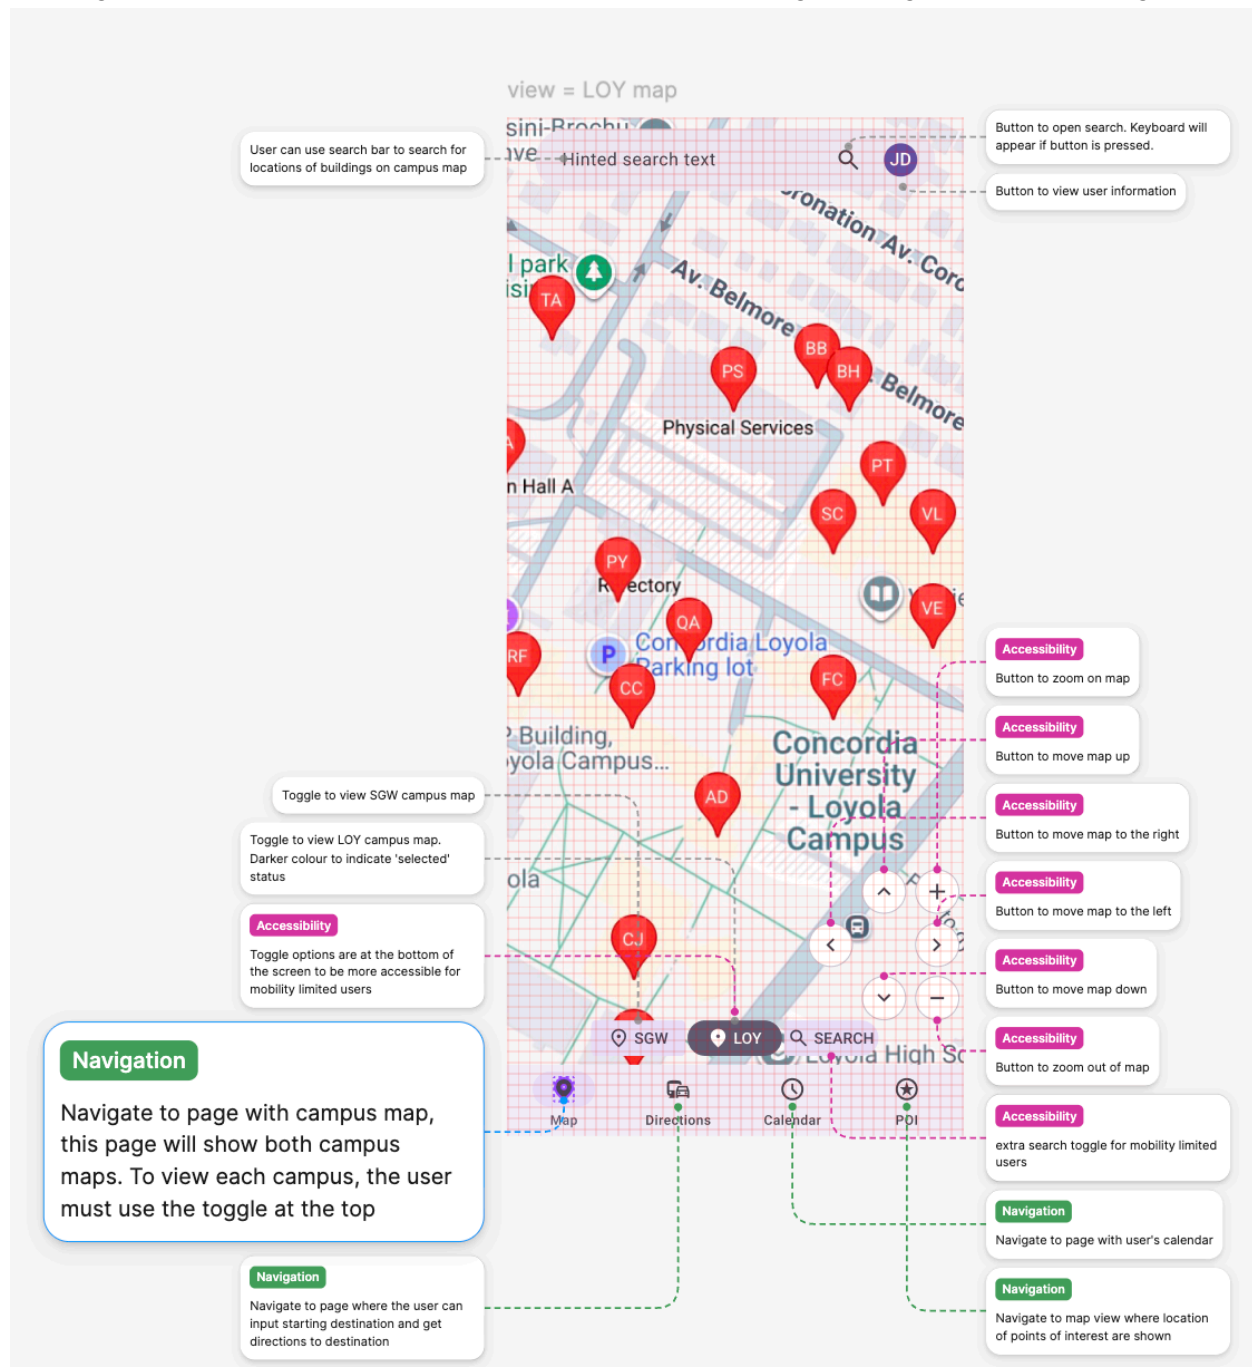 view = LOY map
User can use search bar to search for
locations of buildings on campus map
Hinted search text
JD
Button to open search. Keyboard will
appear if button is pressed.
Button to view user information
sini-Brochu
ronation Av. Coro
l park
isi
TA
Av. Belmore
BB
PS
BH
. Belmore
Physical Services
PT
A
n Hall A
SC
VL
PY
R ectory
VE
QA
Concordia Loyola
Parking lot
P
RF
CC
FC
P Building,
oyola Campus...
Concordia
University
- Loyola
Campus
AD
ola
CJ
Accessibility
Button to zoom on map
Accessibility
Button to move map up
Accessibility
Button to move map to the right
Accessibility
Button to move map to the left
Accessibility
Button to move map down
Accessibility
Button to zoom out of map
Accessibility
extra search toggle for mobility limited
users
Navigation
Navigate to page with user's calendar
Navigation
Navigate to map view where location
of points of interest are shown
Toggle to view SGW campus map
Toggle to view LOY campus map.
Darker colour to indicate 'selected'
status
Accessibility
Toggle options are at the bottom of
the screen to be more accessible for
mobility limited users
SGW
LOY
SEARCH
Loyola High Sc
Map
Directions
Calendar
POI
Navigation
Navigate to page with campus map,
this page will show both campus
maps. To view each campus, the user
must use the toggle at the top
Navigation
Navigate to page where the user can
input starting destination and get
directions to destination